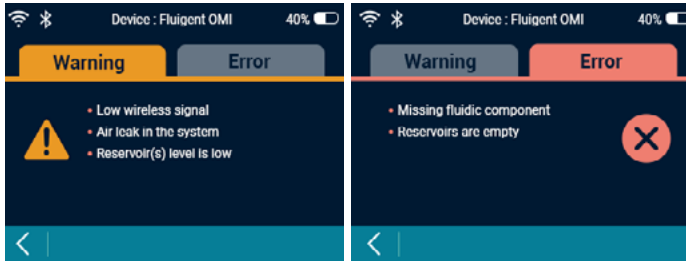 Device : Fluigent OMI 40%
Warning Error
• Low wireless signal
• Air leak in the system
• Reservoir(s) level is low
Device : Fluigent OMI 40%
Warning Error
• Missing fluidic component
• Reservoirs are empty